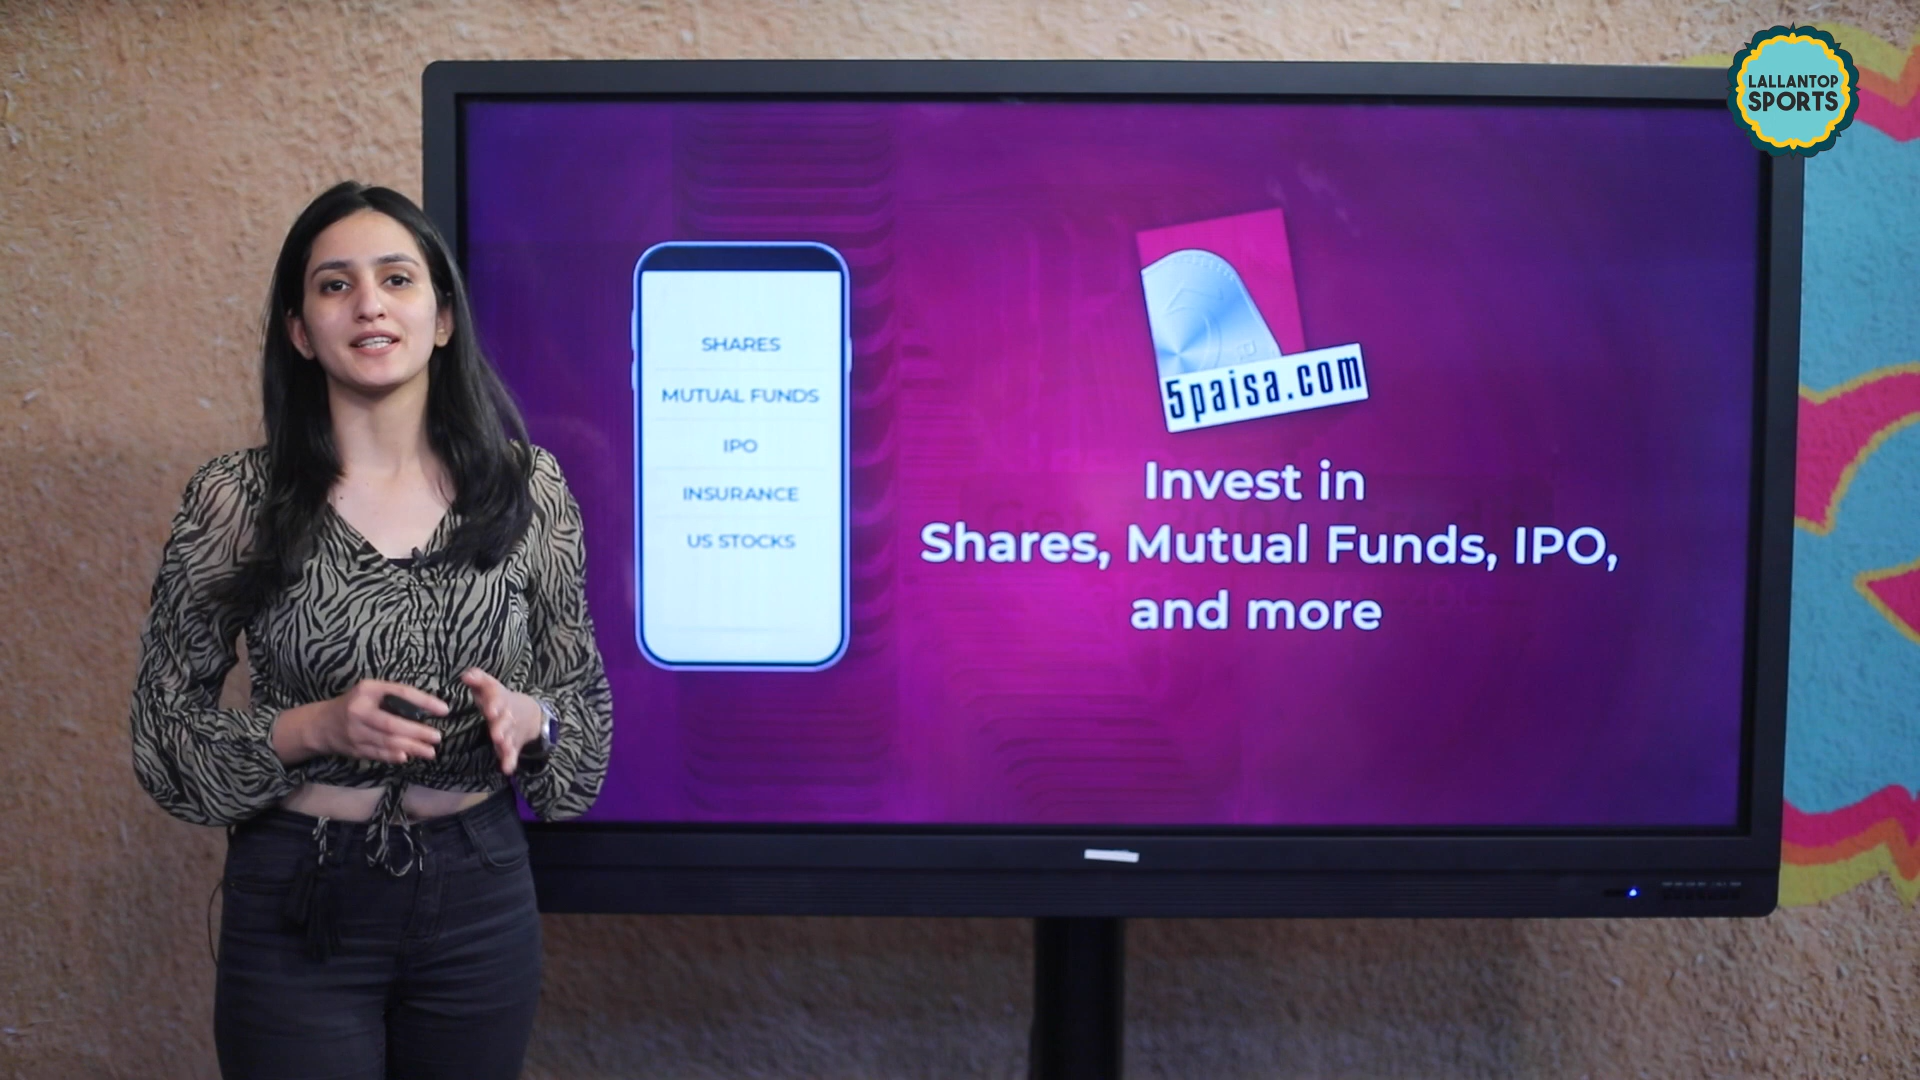 LALLANTOP
SPORTS
SHARES
MUTUAL FUNDS
IPO
INSURANCE
US STOCKS
5paisa.com
Invest in
Shares, Mutual Funds, IPO,
and more